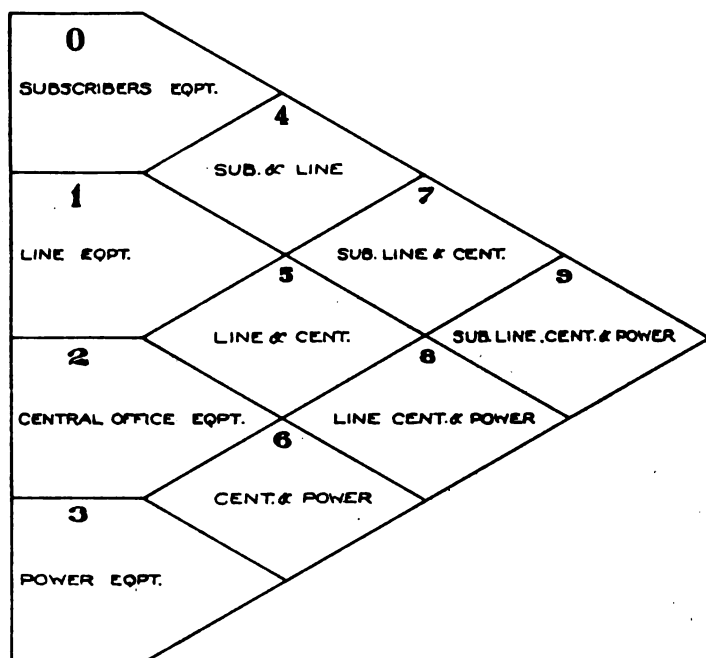 0
SUBSCRIBERS EQPT.
4
SUB. & LINE
1
LINE EQPT.
7
SUB. LINE & CENT.
5
LINE & CENT.
9
SUB. LINE. CENT. & POWER
2
CENTRAL OFFICE EQPT.
8
LINE CENT. & POWER
6
CENT. & POWER
3
POWER EQPT.